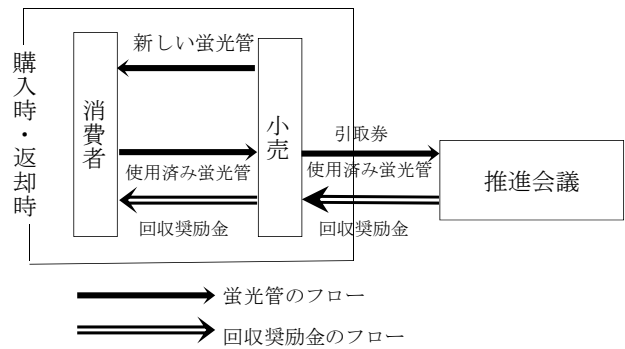 購入時・返却時
消費者
新しい蛍光管
小売
使用済み蛍光管
回収奨励金
引取券
使用済み蛍光管
回収奨励金
推進会議
蛍光管のフロー
回収奨励金のフロー